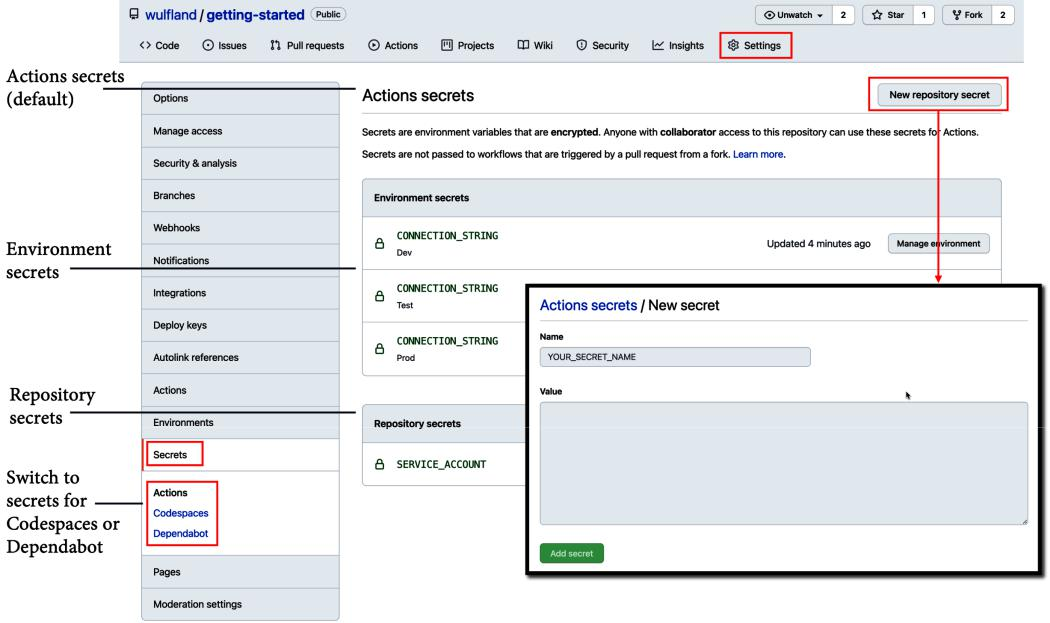 wulfland / getting-started Public
Unwatch 2 Star 1 Fork 2
Code Issues Pull requests Actions Projects Wiki Security Insights Settings
Actions secrets
(default)
Environment
secrets
Repository
secrets
Switch to
secrets for
Codespaces or
Dependabot
Options
Manage access
Security & analysis
Branches
Webhooks
Notifications
Integrations
Deploy keys
Autolink references
Actions
Environments
Secrets
Actions
Codespaces
Dependabot
Pages
Moderation settings
Actions secrets
New repository secret
Secrets are environment variables that are encrypted. Anyone with collaborator access to this repository can use these secrets for Actions.
Secrets are not passed to workflows that are triggered by a pull request from a fork. Learn more.
Environment secrets
CONNECTION_STRING
Dev
Updated 4 minutes ago
Manage environment
CONNECTION_STRING
Test
CONNECTION_STRING
Prod
Repository secrets
SERVICE_ACCOUNT
Actions secrets / New secret
Name
YOUR_SECRET_NAME
Value
Add secret